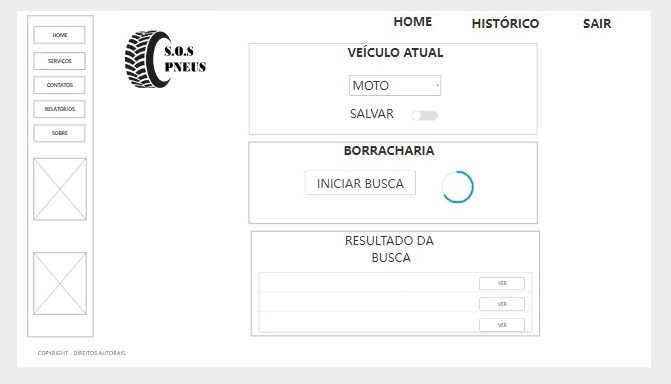 HOME
HISTÓRICO
SAIR
HOME
SERVIÇOS
CONTATOS
RELATORIOS
SOBRE
S.O.S
PNEUS
VEÍCULO ATUAL
MOTO
SALVAR
BORRACHARIA
INICIAR BUSCA
RESULTADO DA
BUSCA
VER
VER
VER
COPYRIGHT - DIREITOS AUTORAIS.